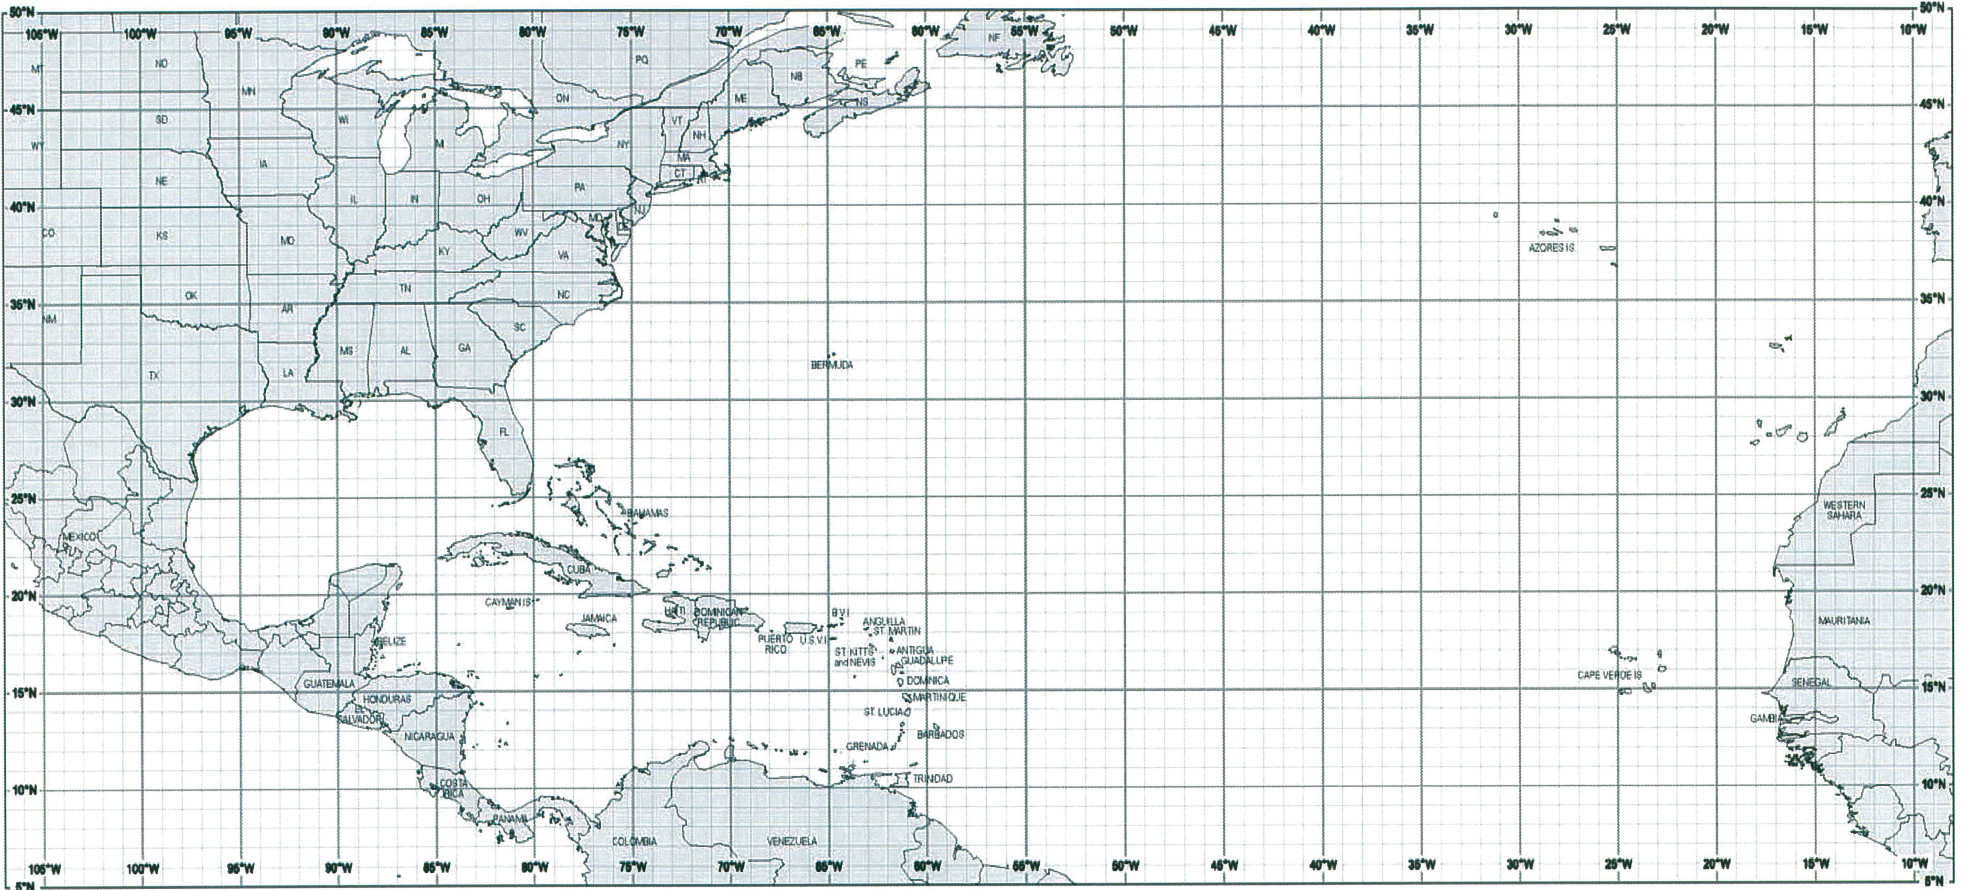 50°N 50°N
105°W 100°W 95°W 90°W 85°W 80°W 75°W 70°W 65°W 60°W 55°W 50°W 45°W 40°W 35°W 30°W 25°W 20°W 15°W 10°W
NF
MT ND PQ PE
NB
MN ON ME NS
45°N 45°N
SD WI VT
NH
WY MI NY
IA MA
CT
RI
NE PA
IL IN OH
40°N 40°N
NJ
MD
DE
CO KS MO WV
KY VA
AZORES IS
TN
OK NC
35°N 35°N
AR
NM SC
MS AL GA
BERMUDA
TX LA
30°N 30°N
FL
25°N 25°N
WESTERN
SAHARA
BAHAMAS
MEXICO
CUBA
20°N 20°N
CAYMAN IS
HAITI DOMINICAN
REPUBLIC
B V I
JAMAICA
MAURITANIA
ANGUILLA
ST MARTIN
PUERTO
RICO
U.S.V.I
BELIZE
ST KITTS
and NEVIS
ANTIGUA
GUADALUPE
CAPE VERDE IS
DOMNICA
GUATEMALA
SENEGAL
15°N 15°N
HONDURAS
MARTINIQUE
EL
SALVADOR
ST LUCIA
GAMBIA
NICARAGUA
BARBADOS
GRENADA
TRINDAD
COSTA
RICA
10°N 10°N
PANAMA
COLOMBIA
VENEZUELA
105°W 100°W 95°W 90°W 85°W 80°W 75°W 70°W 65°W 60°W 55°W 50°W 45°W 40°W 35°W 30°W 25°W 20°W 15°W 10°W
5°N 5°N